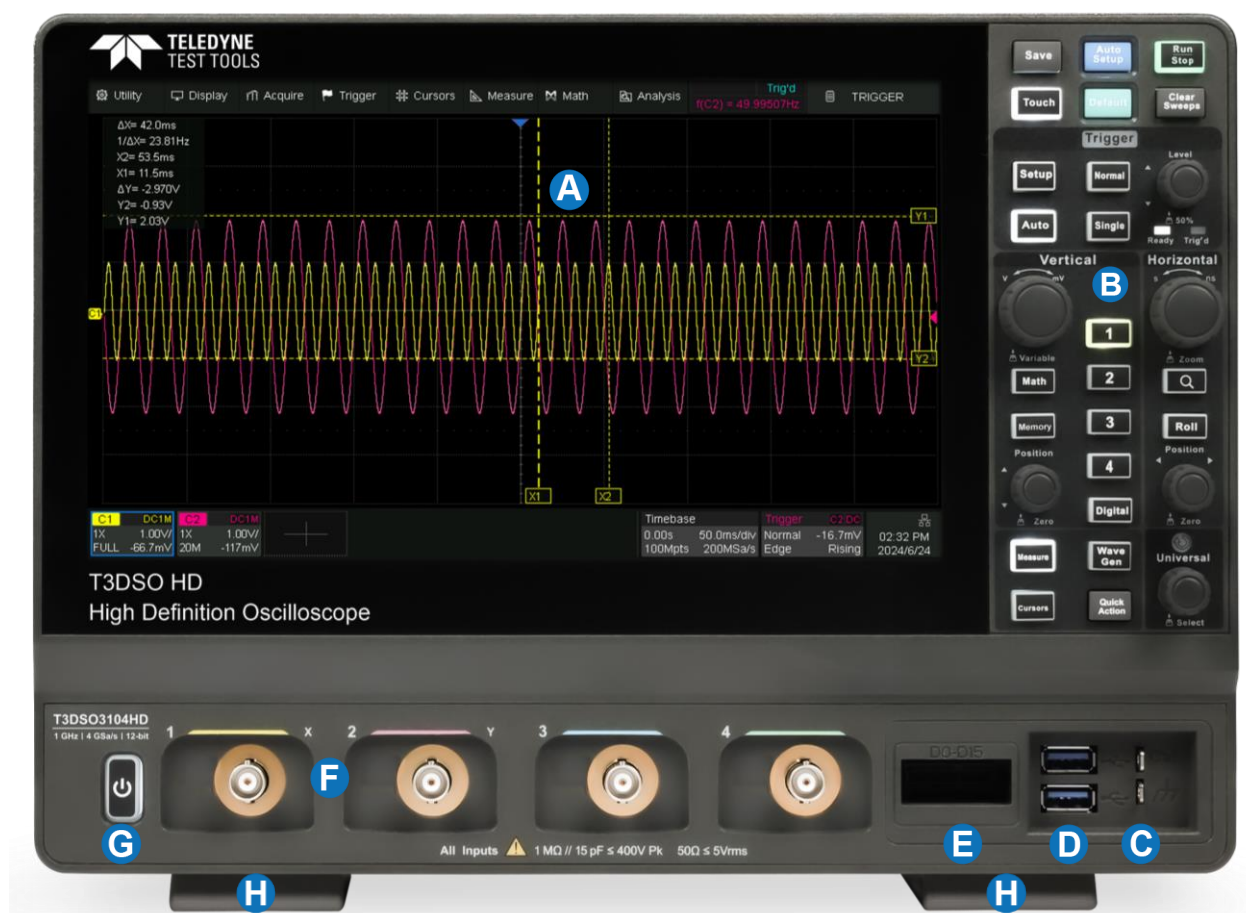 TELEDYNE
TEST TOOLS
Utility Display Acquire Trigger Cursors Measure Math Analysis Trig'd TRIGGER
f(C2) = 49.99507Hz
ΔX= 42.0ms
1/ΔX= 23.81Hz
X2= 53.5ms
X1= 11.5ms
ΔY= -2.970V
Y2= -0.93V
Y1= 2.03V
A
Y1
C1
Y2
X1 X2
C1 DC1M C2 DC1M
1X 1.00V/ 1X 1.00V/
FULL -66.7mV 20M -117mV
Timebase Trigger C2 DC
0.00s 50.0ms/div Normal -16.7mV
100Mpts 200MSa/s Edge Rising
02:32 PM
2024/6/24
T3DSO HD
High Definition Oscilloscope
Save
Auto
Setup
Run
Stop
Touch
Default
Clear
Sweeps
Trigger
Level
Setup
Normal
50%
Auto
Single
Ready Trig'd
Vertical
Horizontal
V mV
B
s ns
1
Variable
Zoom
Math
2
Memory
3
Roll
Position
Position
4
Zero
Digital
Zero
Measure
Wave
Gen
Universal
Cursors
Quick
Action
Select
T3DSO3104HD
1 GHz | 4 GSa/s | 12-bit
1 X 2 Y 3 4
D0-D15
F
G
E
D
C
All Inputs 1 MΩ // 15 pF ≤ 400V Pk 50Ω ≤ 5Vrms
H
H